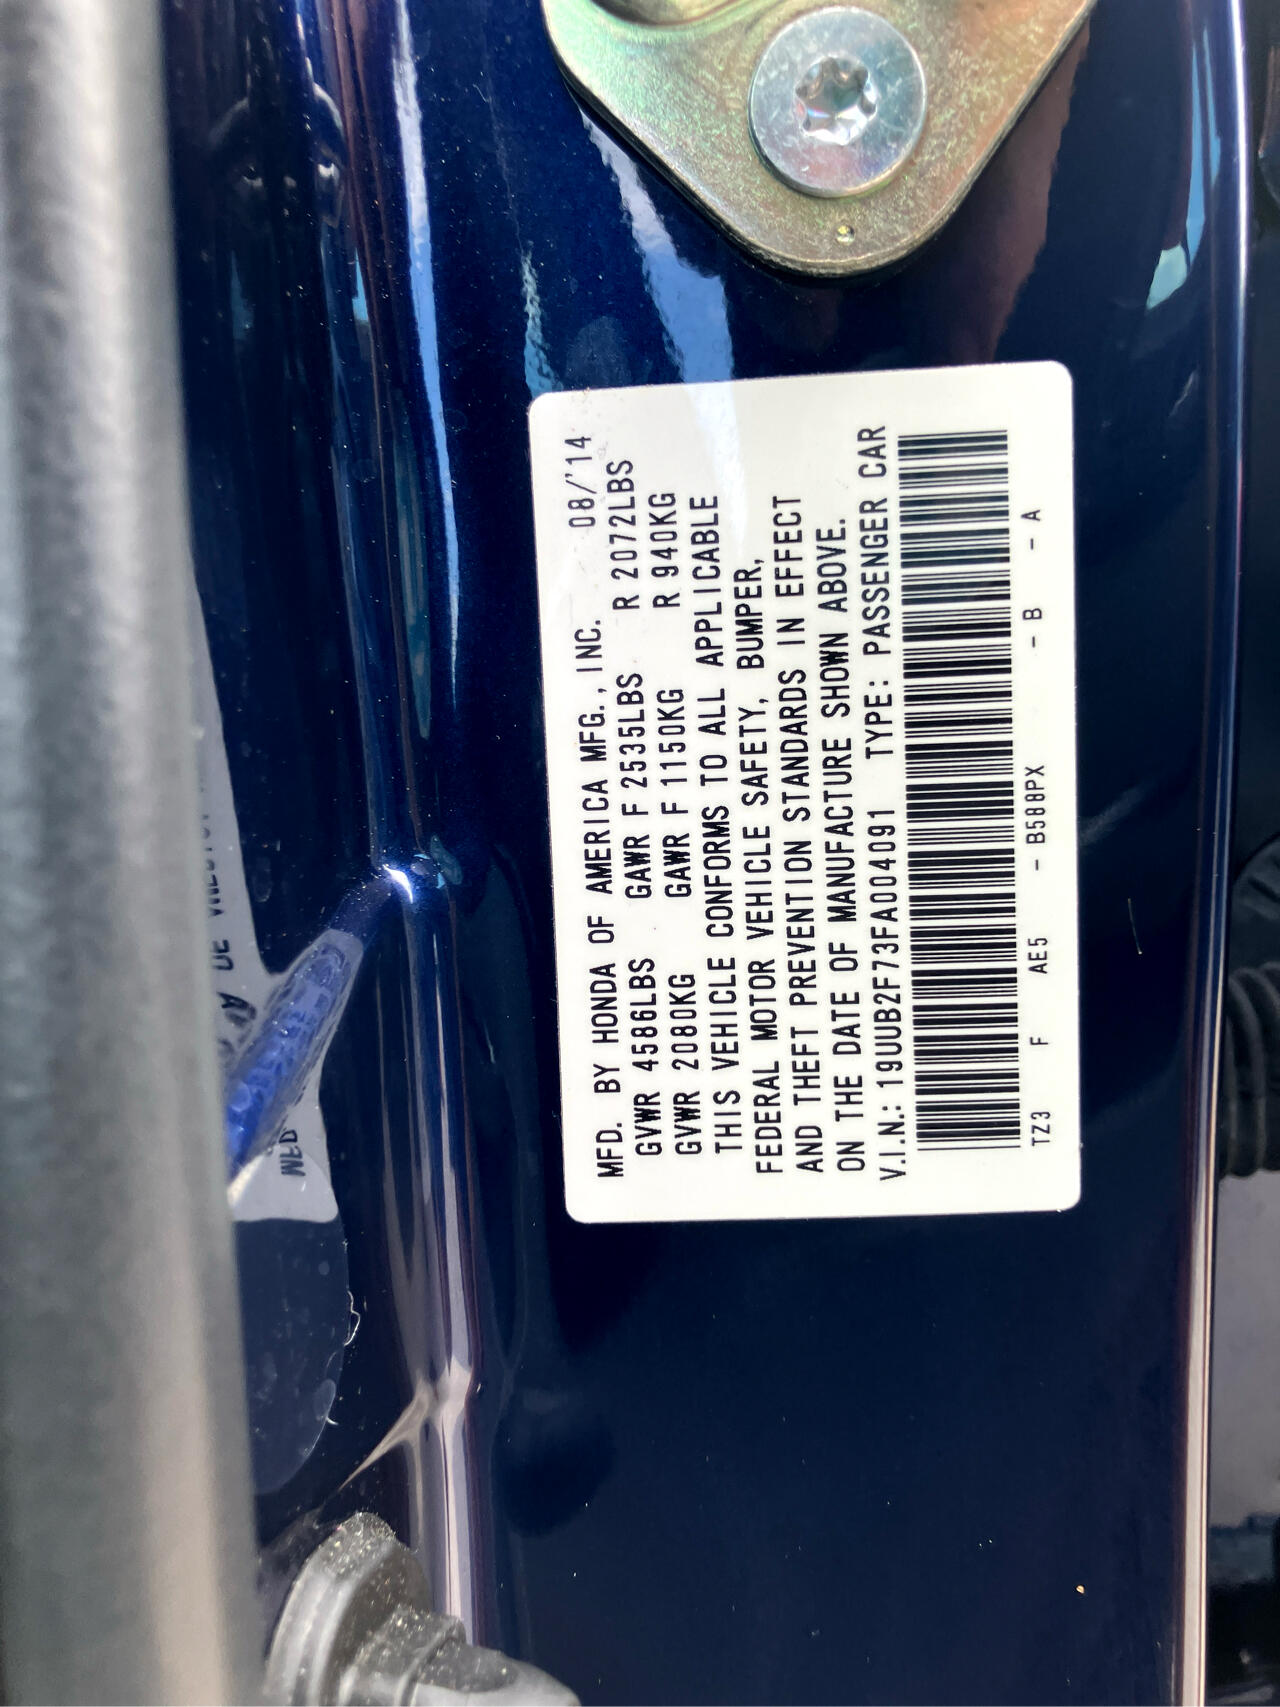 MFD. BY HONDA OF AMERICA MFG., INC. 08/'14
GVWR 4586LBS GAWR F 2535LBS R 2072LBS
GVWR 2080KG GAWR F 1150KG R 940KG
THIS VEHICLE CONFORMS TO ALL APPLICABLE
FEDERAL MOTOR VEHICLE SAFETY, BUMPER,
AND THEFT PREVENTION STANDARDS IN EFFECT
ON THE DATE OF MANUFACTURE SHOWN ABOVE.
V.I.N.: 19UUB2F73FA004091 TYPE: PASSENGER CAR
TZ3 F AE5 - B588PX - B - A